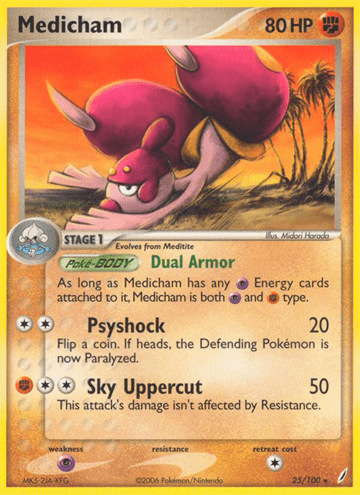 Medicham 80 HP
Illus. Midori Harada
STAGE 1
Evolves from Meditite
Poké-BODY Dual Armor
As long as Medicham has any Energy cards
attached to it, Medicham is both and type.
Psyshock 20
Flip a coin. If heads, the Defending Pokémon is
now Paralyzed.
Sky Uppercut 50
This attack's damage isn't affected by Resistance.
weakness resistance retreat cost
MK5-2JA-KFG ©2006 Pokémon/Nintendo 25/100 ★